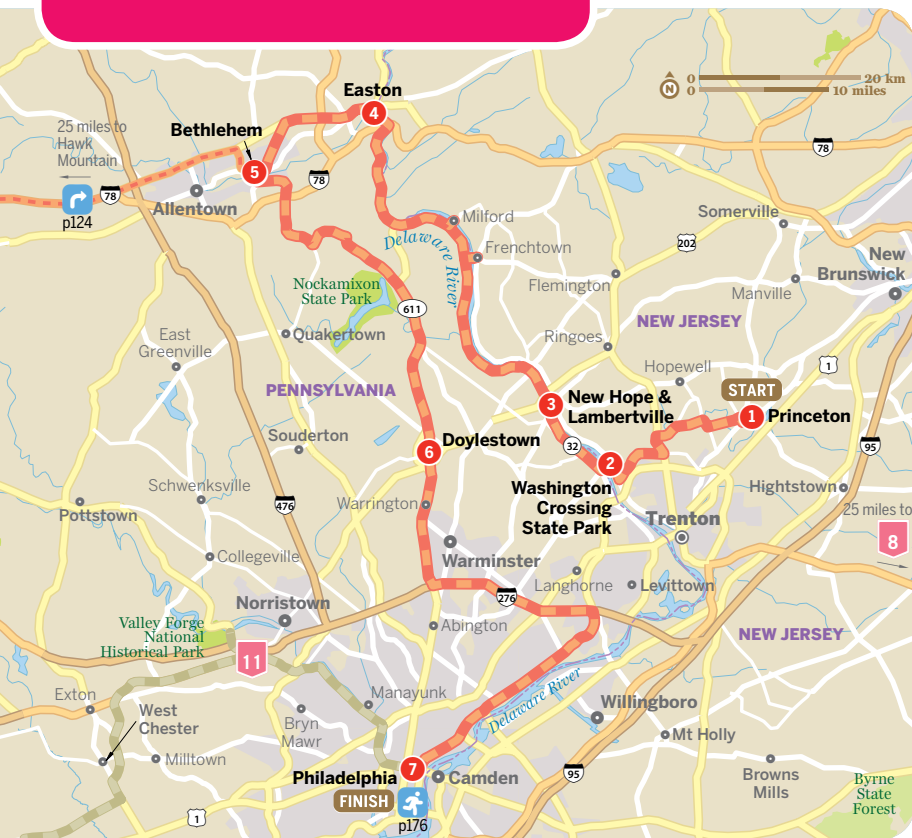 0
20 km
N
0
10 miles
Easton
4
25 miles to
Hawk
Mountain
Bethlehem
5
78
78
78
p124
Allentown
Milford
Somerville
202
Delaware River
Frenchtown
New
Brunswick
Flemington
Manville
Nockamixon
State Park
611
NEW JERSEY
Quakertown
Ringoes
East
Greenville
Hopewell
1
START
PENNSYLVANIA
3
New Hope &
Lambertville
1
Princeton
Souderton
6
Doylestown
32
2
95
Schwenksville
Washington
Crossing
State Park
Hightstown
476
Warrington
25 miles to
8
Pottstown
Trenton
Collegeville
Warminster
Langhorne
Levittown
276
Norristown
Abington
Valley Forge
National
Historical Park
11
NEW JERSEY
Exton
Manayunk
Delaware River
Willingboro
West
Chester
Bryn
Mawr
Mt Holly
Milltown
7
Philadelphia
Camden
95
Browns
Mills
Byrne
State
Forest
FINISH
1
p176